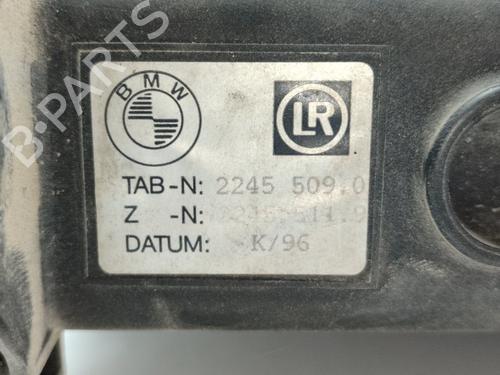 B-PARTS
BMW
LR
TAB-N: 2245 509.0
Z -N:
DATUM: K/96